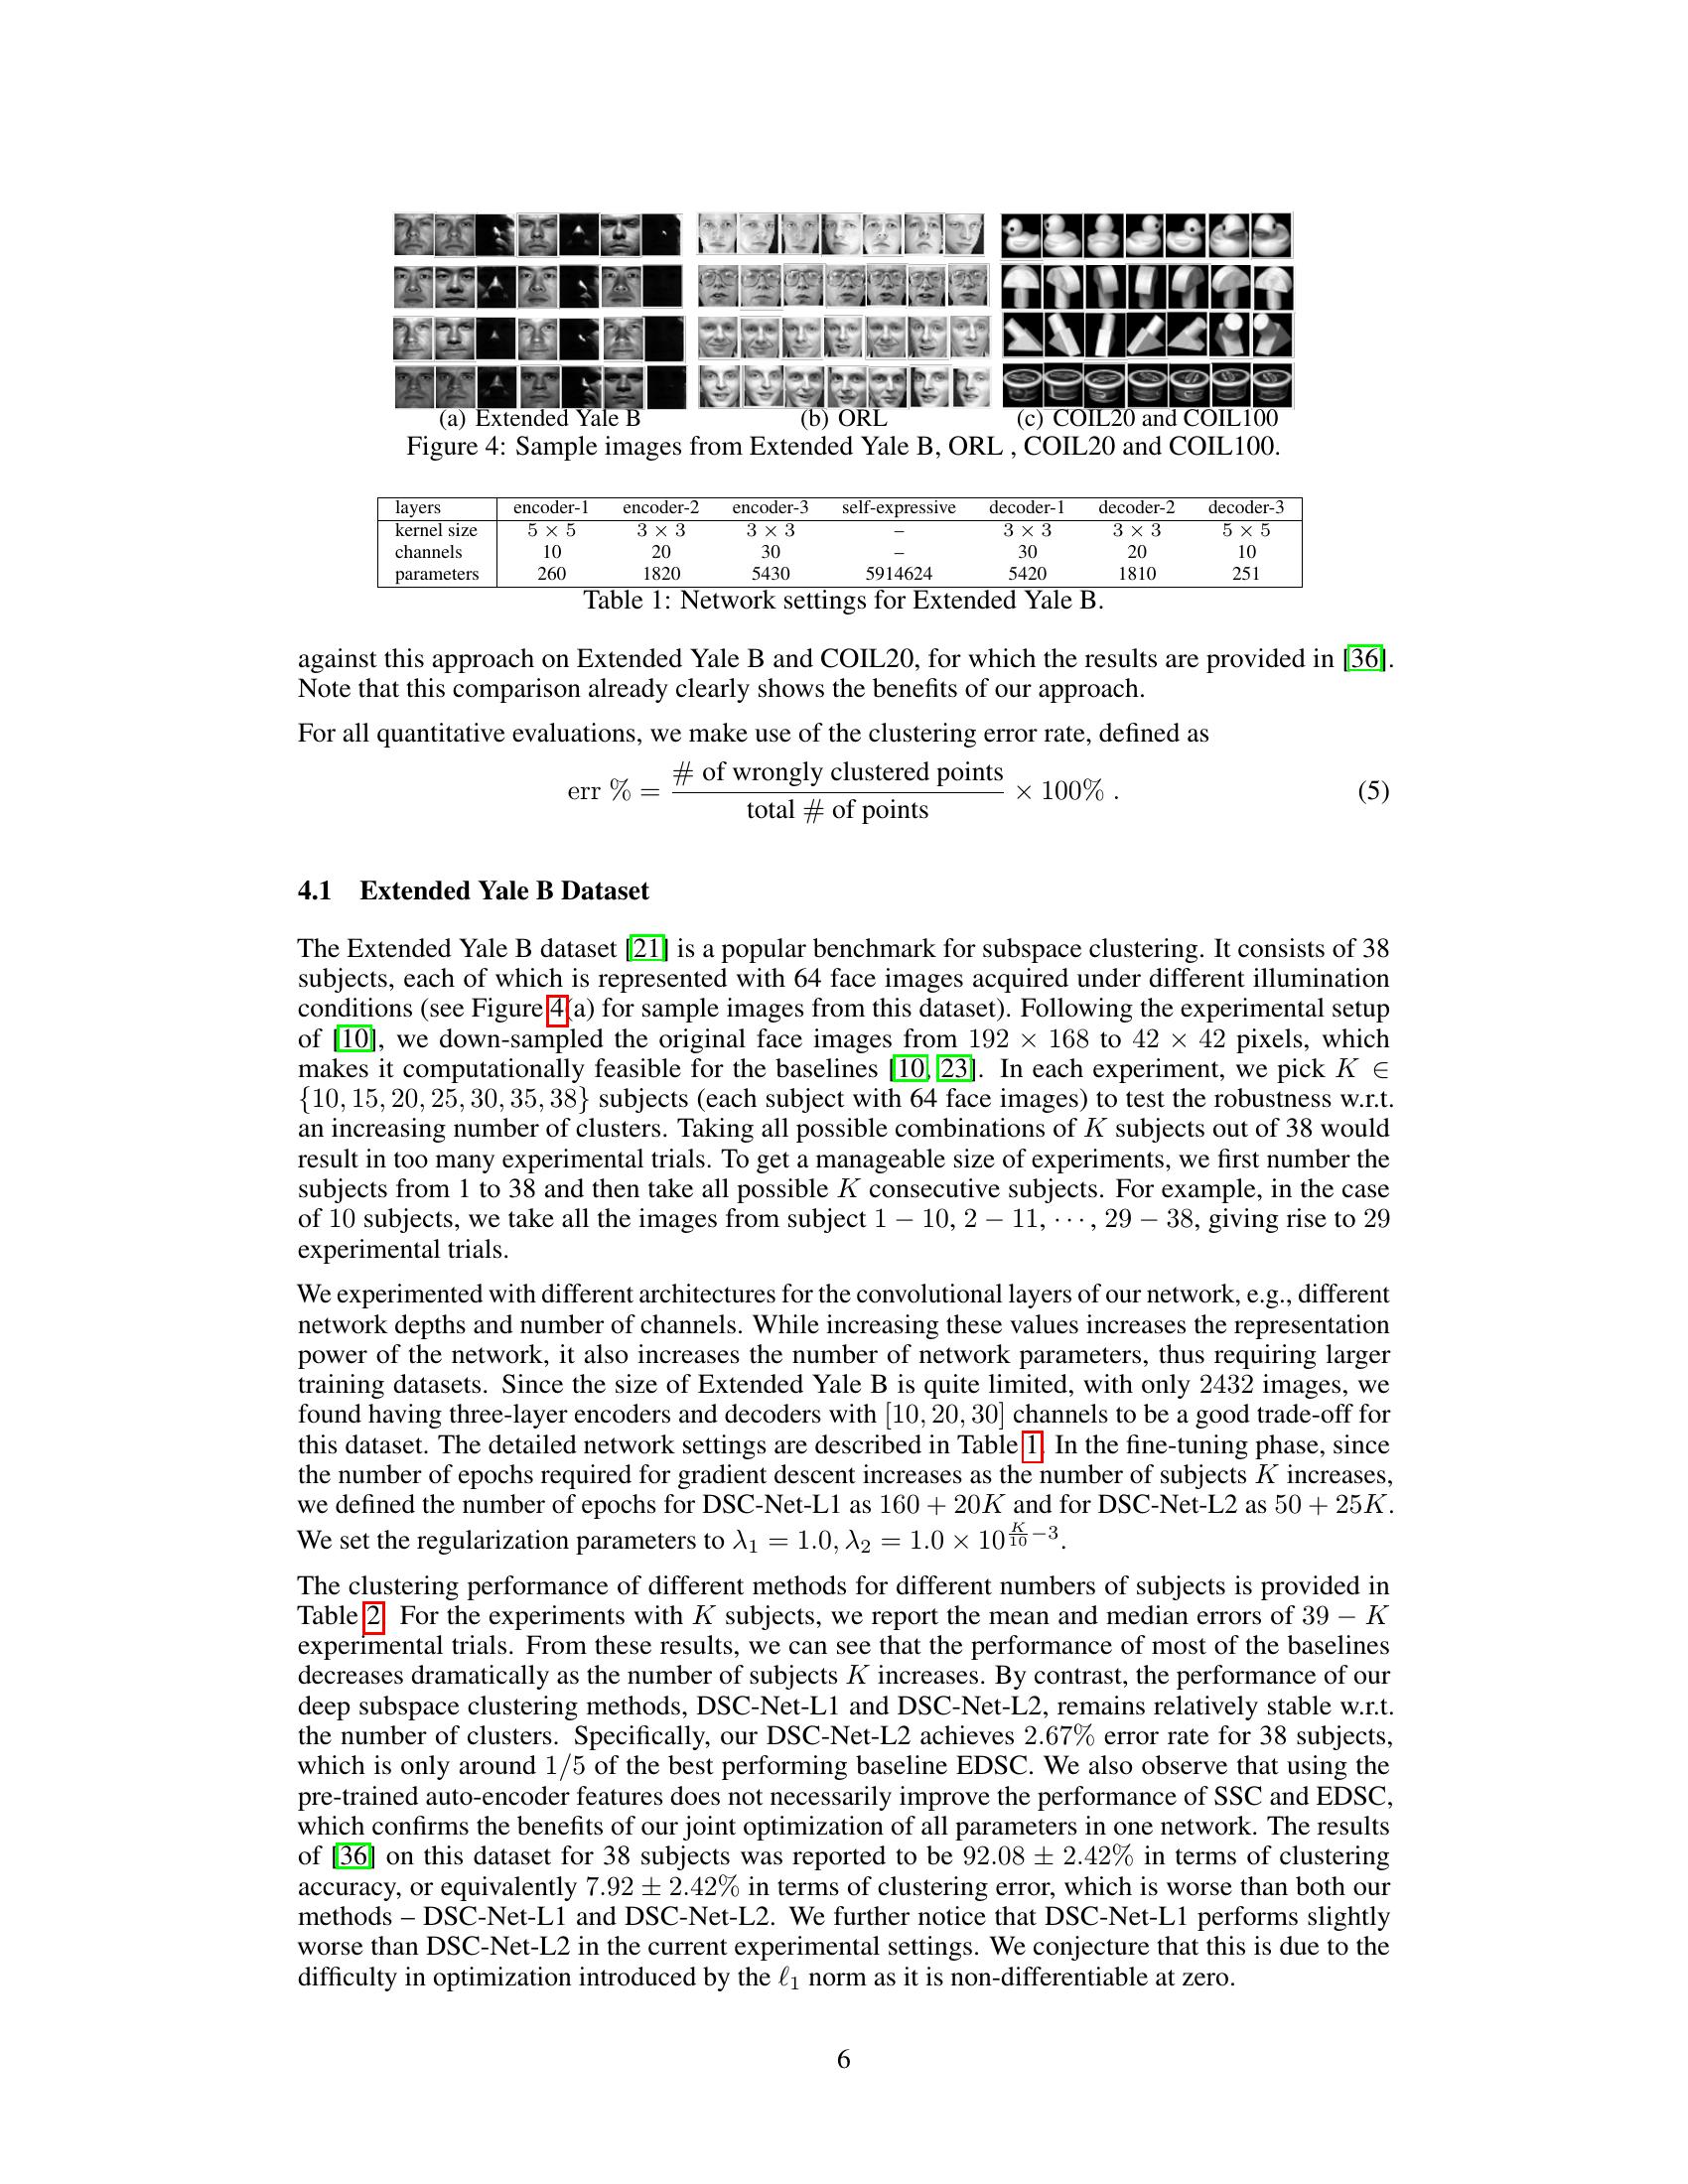 (a) Extended Yale B (b) ORL (c) COIL20 and COIL100
Figure 4: Sample images from Extended Yale B, ORL , COIL20 and COIL100.
layers encoder-1 encoder-2 encoder-3 self-expressive decoder-1 decoder-2 decoder-3
kernel size 5 × 5 3 × 3 3 × 3 – 3 × 3 3 × 3 5 × 5
channels 10 20 30 – 30 20 10
parameters 260 1820 5430 5914624 5420 1810 251
Table 1: Network settings for Extended Yale B.
against this approach on Extended Yale B and COIL20, for which the results are provided in [36].
Note that this comparison already clearly shows the benefits of our approach.
For all quantitative evaluations, we make use of the clustering error rate, defined as
err % = # of wrongly clustered points / total # of points × 100% . (5)
4.1 Extended Yale B Dataset
The Extended Yale B dataset [21] is a popular benchmark for subspace clustering. It consists of 38
subjects, each of which is represented with 64 face images acquired under different illumination
conditions (see Figure 4(a) for sample images from this dataset). Following the experimental setup
of [10], we down-sampled the original face images from 192 × 168 to 42 × 42 pixels, which
makes it computationally feasible for the baselines [10, 23]. In each experiment, we pick K ∈
{10, 15, 20, 25, 30, 35, 38} subjects (each subject with 64 face images) to test the robustness w.r.t.
an increasing number of clusters. Taking all possible combinations of K subjects out of 38 would
result in too many experimental trials. To get a manageable size of experiments, we first number the
subjects from 1 to 38 and then take all possible K consecutive subjects. For example, in the case
of 10 subjects, we take all the images from subject 1 − 10, 2 − 11, · · · , 29 − 38, giving rise to 29
experimental trials.
We experimented with different architectures for the convolutional layers of our network, e.g., different
network depths and number of channels. While increasing these values increases the representation
power of the network, it also increases the number of network parameters, thus requiring larger
training datasets. Since the size of Extended Yale B is quite limited, with only 2432 images, we
found having three-layer encoders and decoders with [10, 20, 30] channels to be a good trade-off for
this dataset. The detailed network settings are described in Table 1. In the fine-tuning phase, since
the number of epochs required for gradient descent increases as the number of subjects K increases,
we defined the number of epochs for DSC-Net-L1 as 160 + 20K and for DSC-Net-L2 as 50 + 25K.
We set the regularization parameters to λ₁ = 1.0, λ₂ = 1.0 × 10^{K/10 − 3}.
The clustering performance of different methods for different numbers of subjects is provided in
Table 2. For the experiments with K subjects, we report the mean and median errors of 39 − K
experimental trials. From these results, we can see that the performance of most of the baselines
decreases dramatically as the number of subjects K increases. By contrast, the performance of our
deep subspace clustering methods, DSC-Net-L1 and DSC-Net-L2, remains relatively stable w.r.t.
the number of clusters. Specifically, our DSC-Net-L2 achieves 2.67% error rate for 38 subjects,
which is only around 1/5 of the best performing baseline EDSC. We also observe that using the
pre-trained auto-encoder features does not necessarily improve the performance of SSC and EDSC,
which confirms the benefits of our joint optimization of all parameters in one network. The results
of [36] on this dataset for 38 subjects was reported to be 92.08 ± 2.42% in terms of clustering
accuracy, or equivalently 7.92 ± 2.42% in terms of clustering error, which is worse than both our
methods – DSC-Net-L1 and DSC-Net-L2. We further notice that DSC-Net-L1 performs slightly
worse than DSC-Net-L2 in the current experimental settings. We conjecture that this is due to the
difficulty in optimization introduced by the ℓ₁ norm as it is non-differentiable at zero.
6